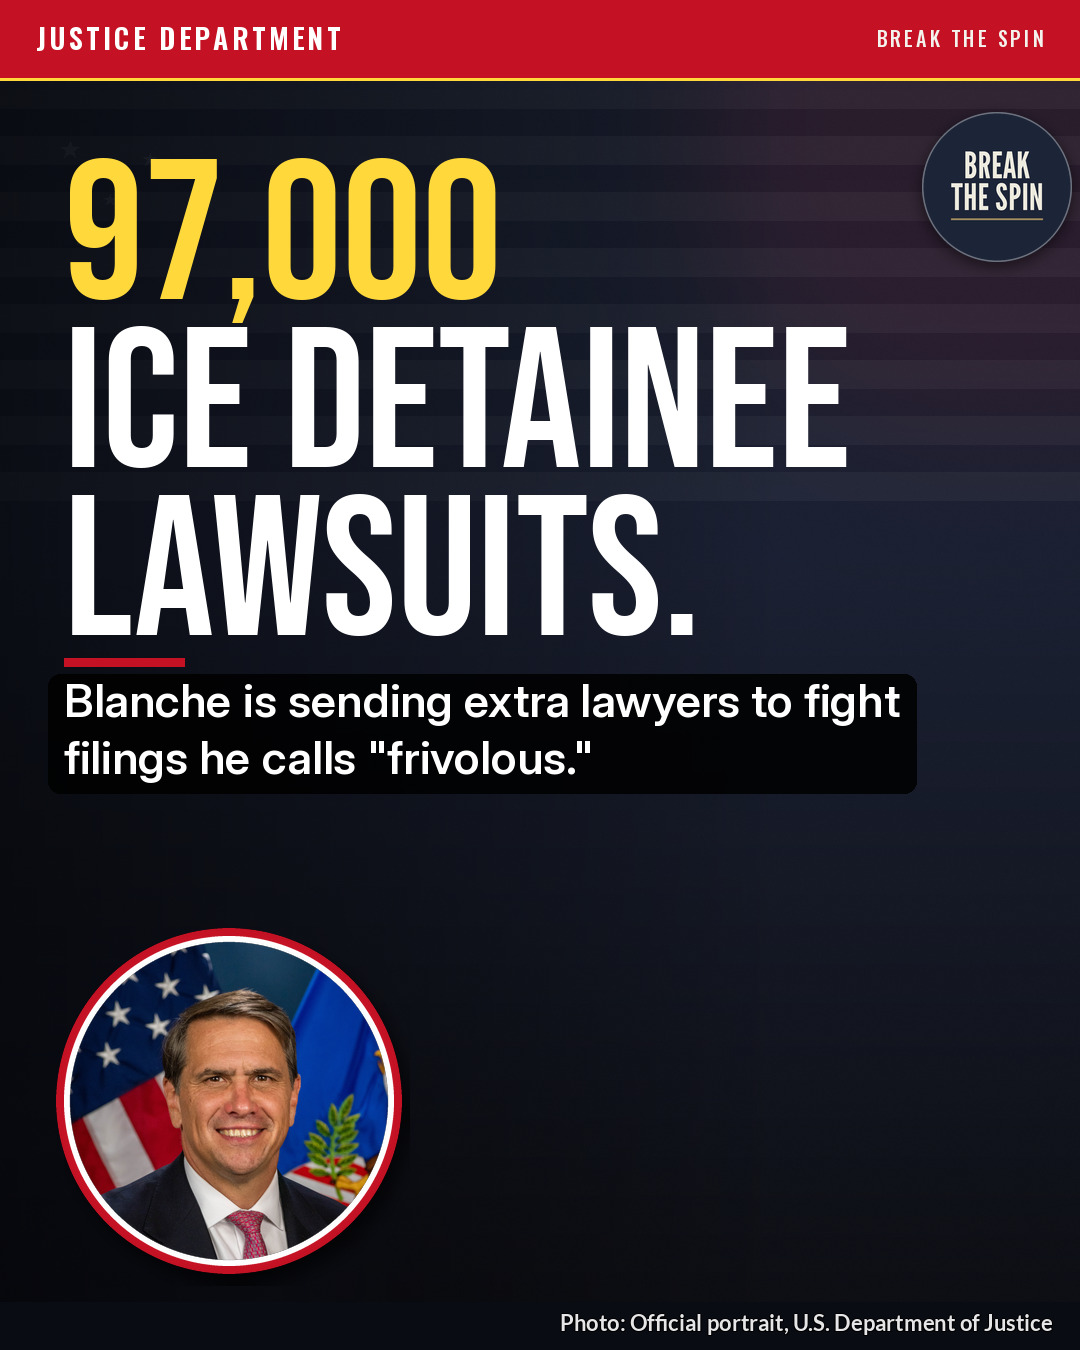 JUSTICE DEPARTMENT
BREAK THE SPIN
BREAK
THE SPIN
97,000
ICE DETAINEE
LAWSUITS.
Blanche is sending extra lawyers to fight
filings he calls "frivolous."
Photo: Official portrait, U.S. Department of Justice